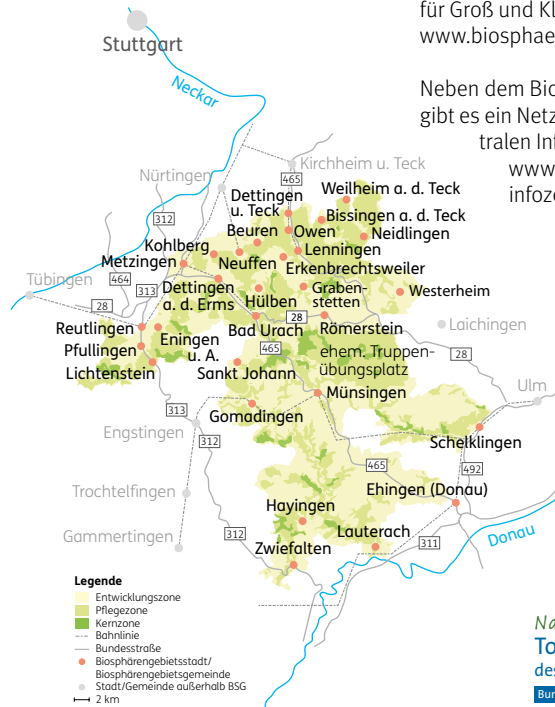 für Groß und Kl
www.biosphae
Neben dem Bio
gibt es ein Netz
tralen Inf
www.
infoz
Stuttgart
Neckar
Kirchheim u. Teck
Nürtingen
465
Dettingen
u. Teck
Weilheim a. d. Teck
312
Beuren
Owen
Bissingen a. d. Teck
Neidlingen
Kohlberg
Metzingen
Neuffen
Lenningen
Erkenbrechtsweiler
Tübingen
464
313
28
Dettingen
a. d. Erms
Hülben
Graben-
stetten
Westerheim
Reutlingen
Pfullingen
Lichtenstein
Eningen
u. A.
Bad Urach
28
Römerstein
Laichingen
465
Sankt Johann
ehem. Truppen-
übungsplatz
28
Ulm
Münsingen
313
Gomadingen
Engstingen
312
Schelklingen
465
492
Trochtelfingen
Ehingen (Donau)
Hayingen
Gammertingen
312
Lauterach
311
Donau
Zwiefalten
Legende
Entwicklungszone
Pflegezone
Kernzone
Bahnlinie
Bundesstraße
Biosphärengebietsstadt/
Biosphärengebietsgemeinde
Stadt/Gemeinde außerhalb BSG
2 km
Na
To
des
Bun